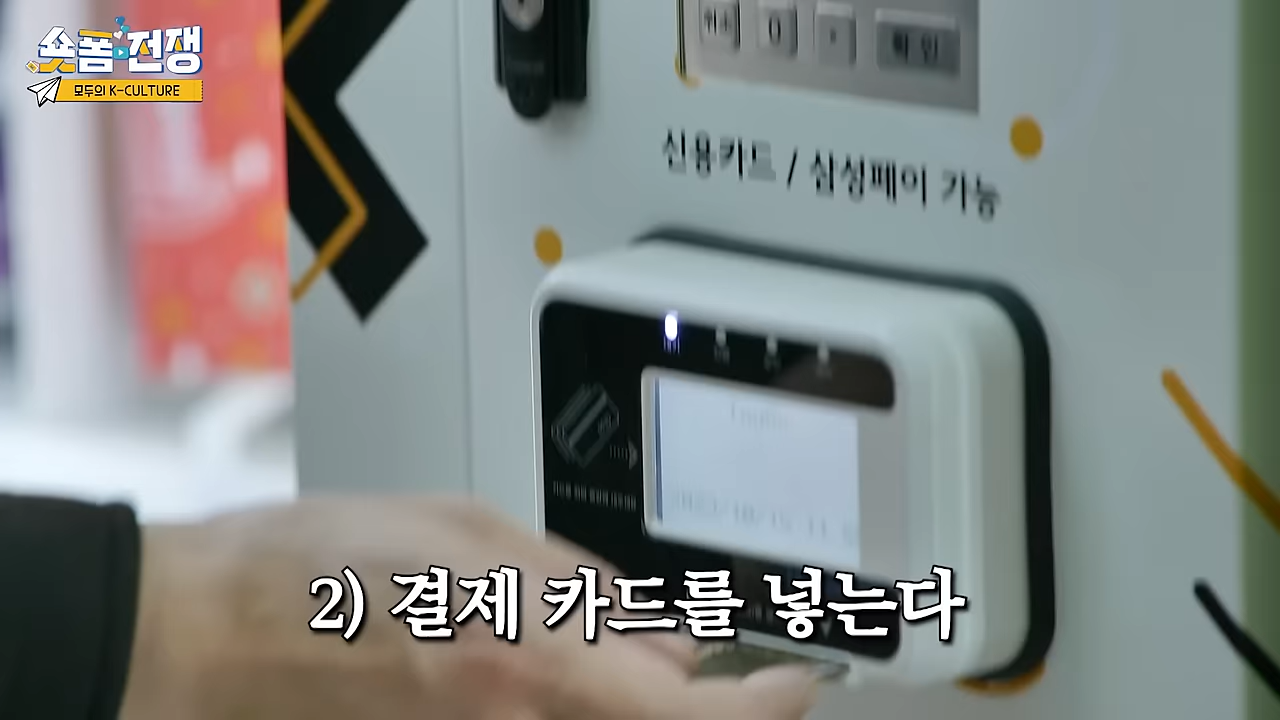 숏폼전쟁
모두의 K-CULTURE
취소 0 확인
신용카드 / 삼성페이 가능
2) 결제 카드를 넣는다